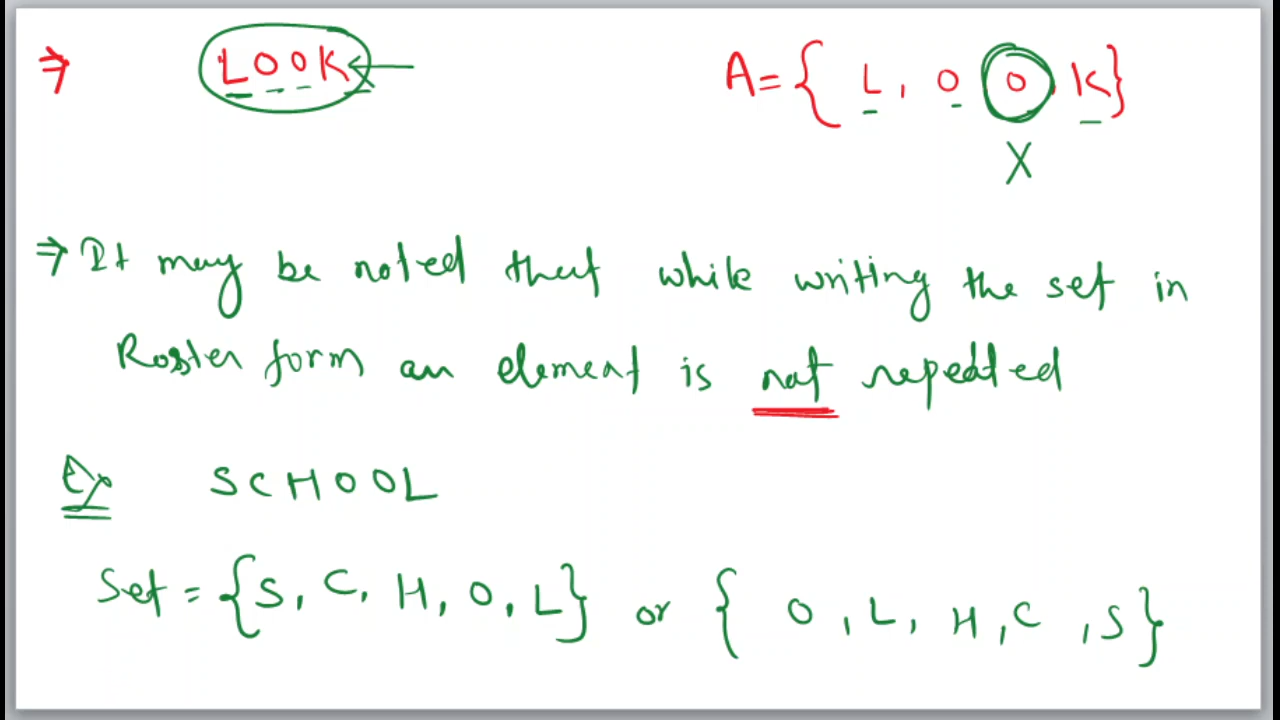 ⇒ LOOK ← A = { L, O O, K}
X
⇒ It may be noted that while writing the set in
Roster form an element is not repeated
Ex SCHOOL
Set = {S, C, H, O, L} or { O, L, H, C, S}